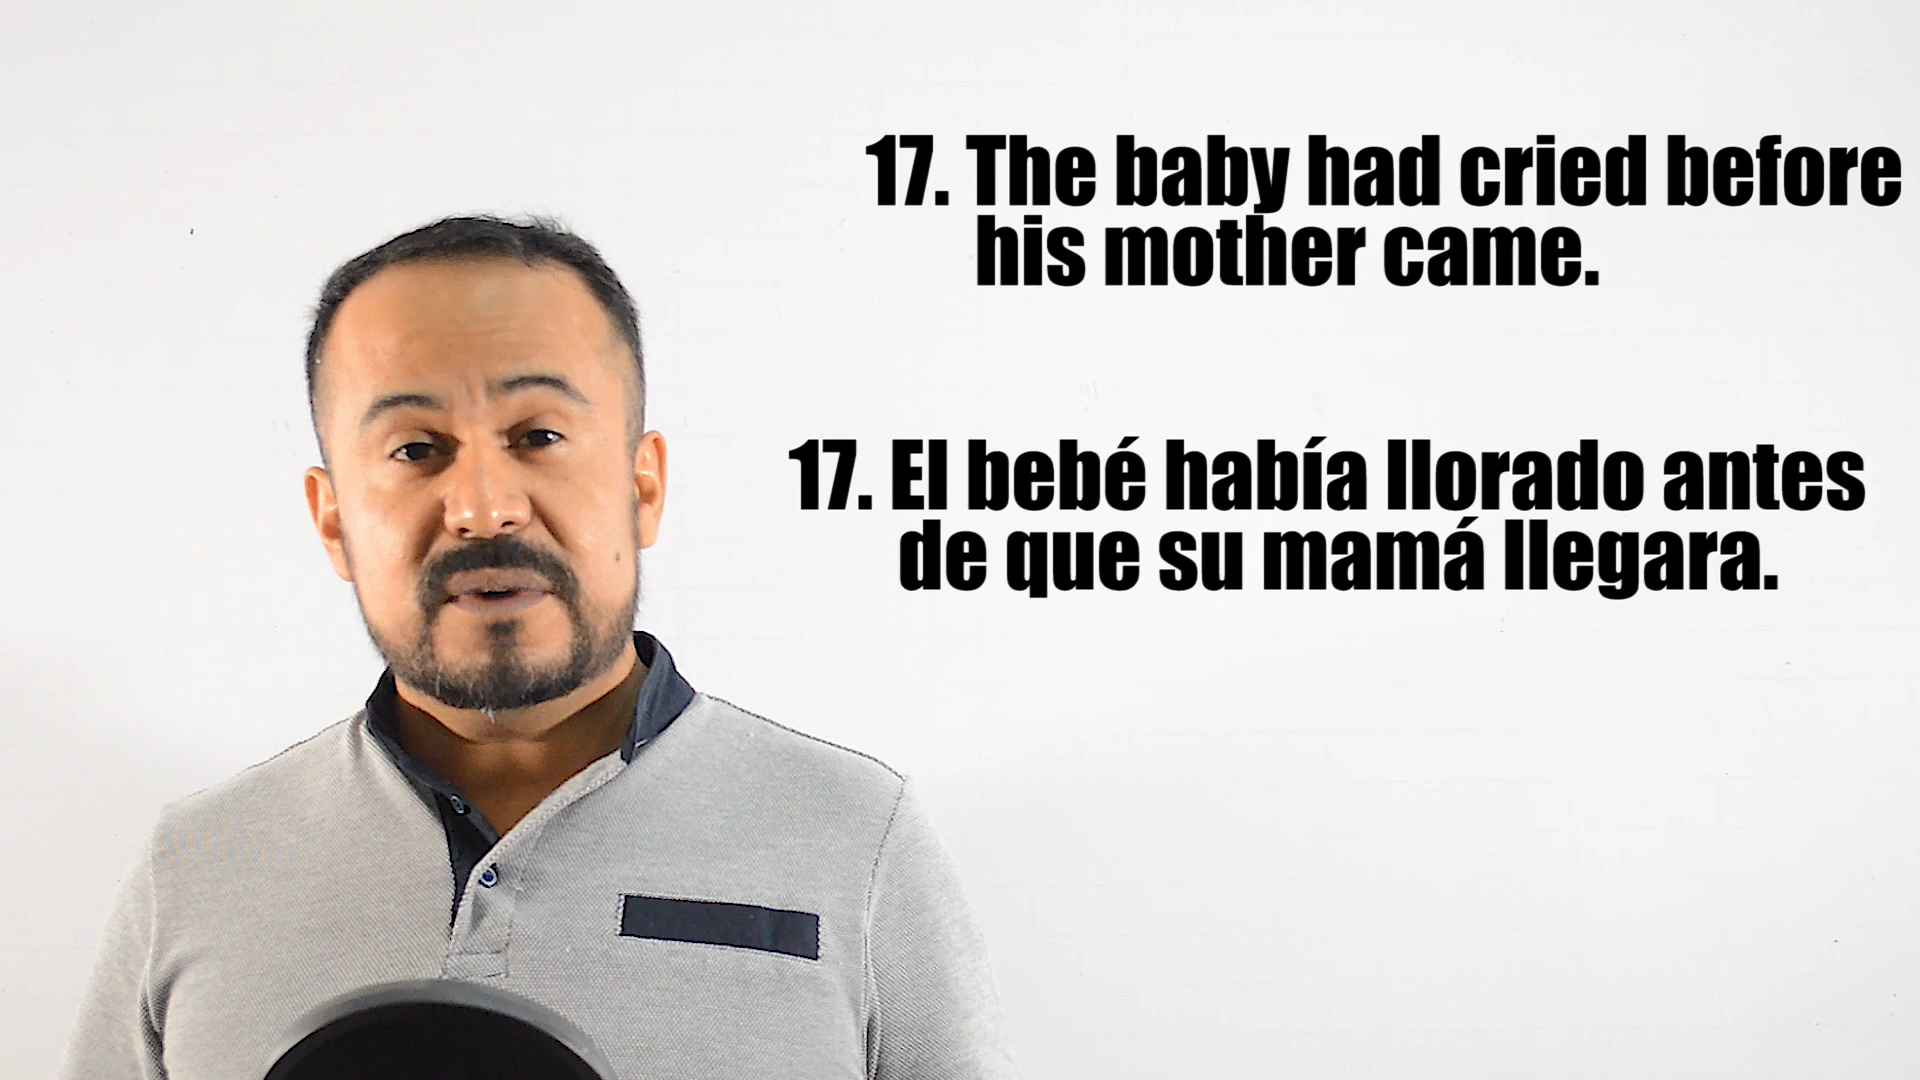 17. The baby had cried before
his mother came.
17. El bebé había llorado antes
de que su mamá llegara.